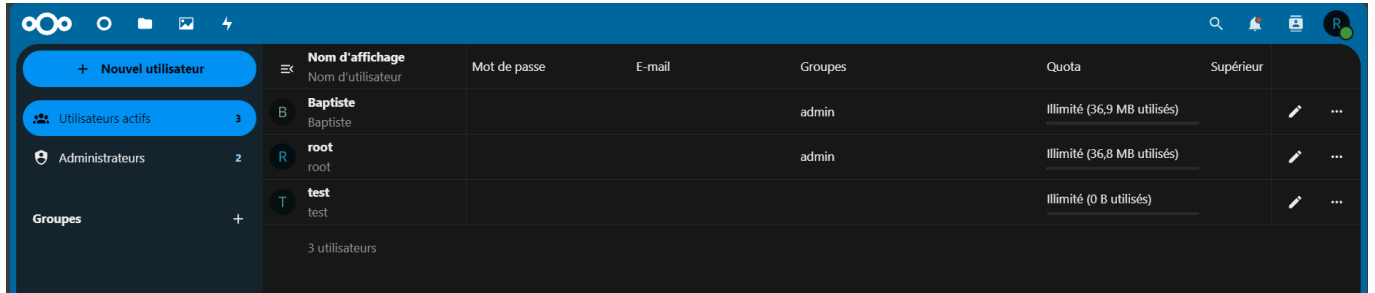 R
+ Nouvel utilisateur
Nom d'affichage
Nom d'utilisateur
Mot de passe
E-mail
Groupes
Quota
Supérieur
Utilisateurs actifs 3
Administrateurs 2
Groupes +
B
Baptiste
Baptiste
admin
Illimité (36,9 MB utilisés)
R
root
root
admin
Illimité (36,8 MB utilisés)
T
test
test
Illimité (0 B utilisés)
3 utilisateurs